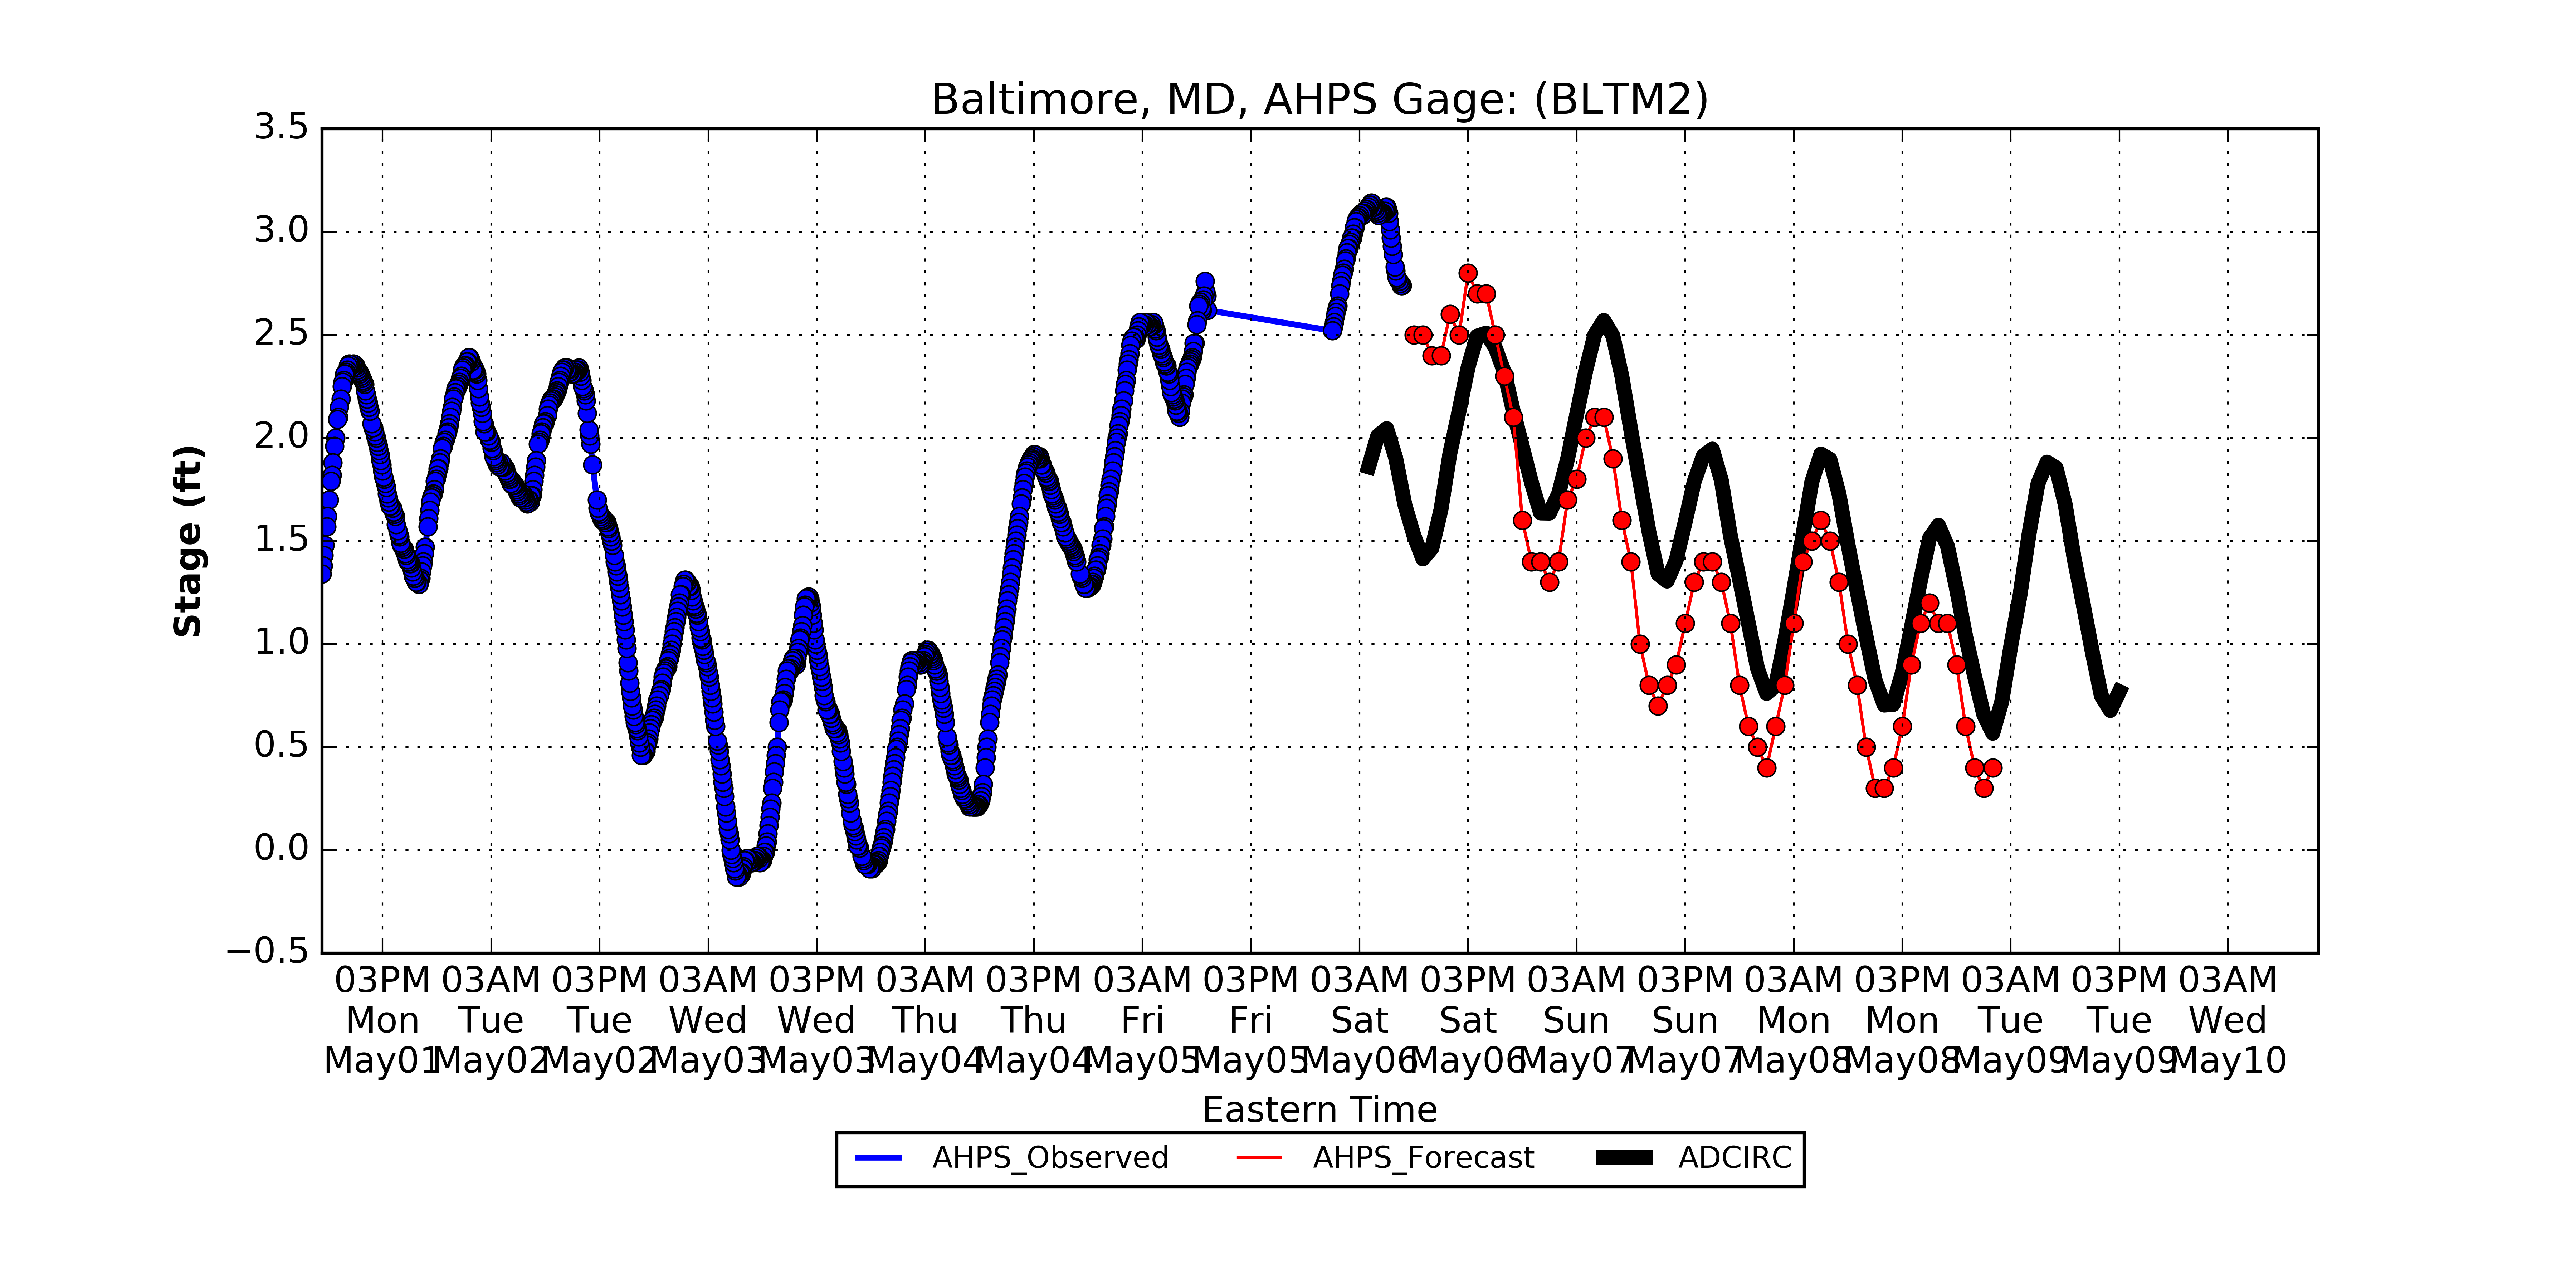 Baltimore, MD, AHPS Gage: (BLTM2)
3.5
3.0
2.5
2.0
1.5
1.0
0.5
0.0
−0.5
Stage (ft)
03PM 03AM 03PM 03AM 03PM 03AM 03PM 03AM 03PM 03AM 03PM 03AM 03PM 03AM 03PM 03AM 03PM 03AM
Mon Tue Tue Wed Wed Thu Thu Fri Fri Sat Sat Sun Sun Mon Mon Tue Tue Wed
May01 May02 May02 May03 May03 May04 May04 May05 May05 May06 May06 May07 May07 May08 May08 May09 May09 May10
Eastern Time
AHPS_Observed AHPS_Forecast ADCIRC